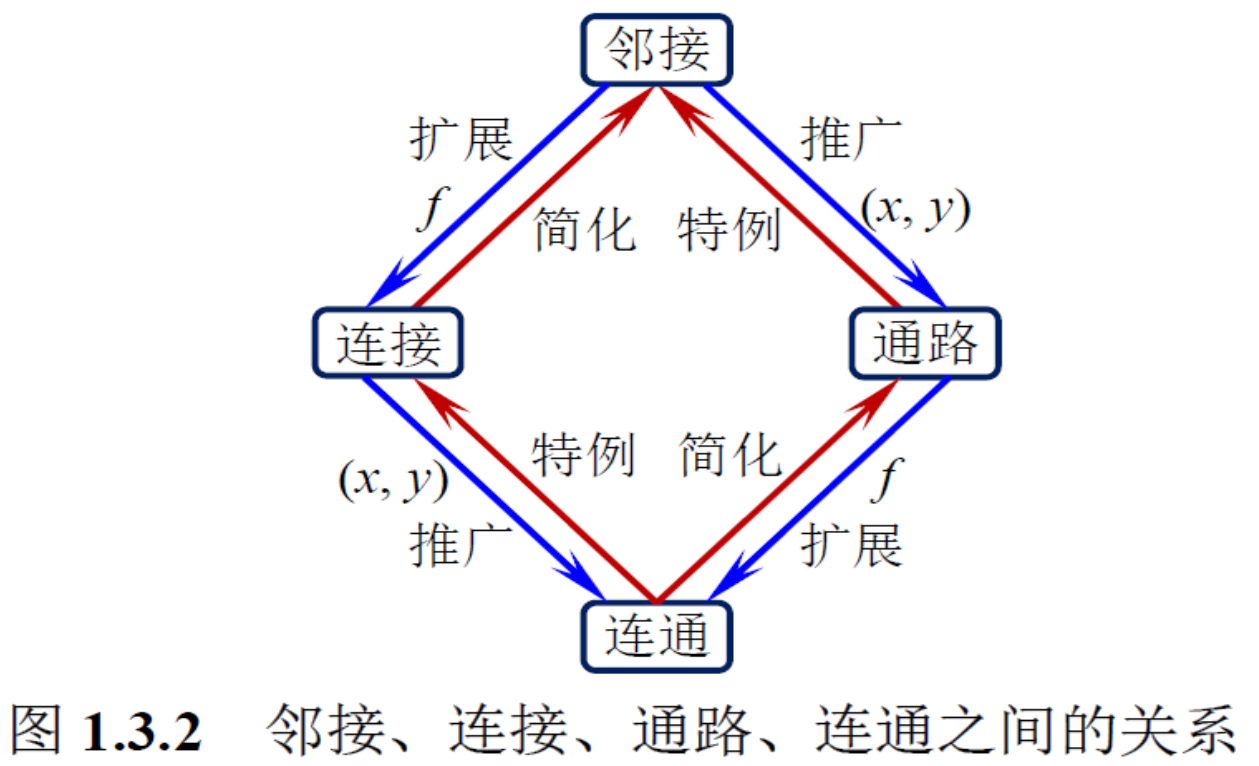 邻接
扩展 推广
f (x, y)
简化 特例
连接 通路
特例 简化
(x, y) f
推广 扩展
连通
图 1.3.2 邻接、连接、通路、连通之间的关系